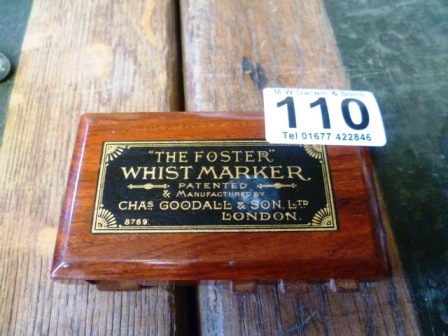 M W Darwin & Sons
110
Tel 01677 422846
"THE FOSTER"
WHIST MARKER.
PATENTED
& MANUFACTURED BY
CHAS GOODALL & SON, LTD
LONDON.
8769.